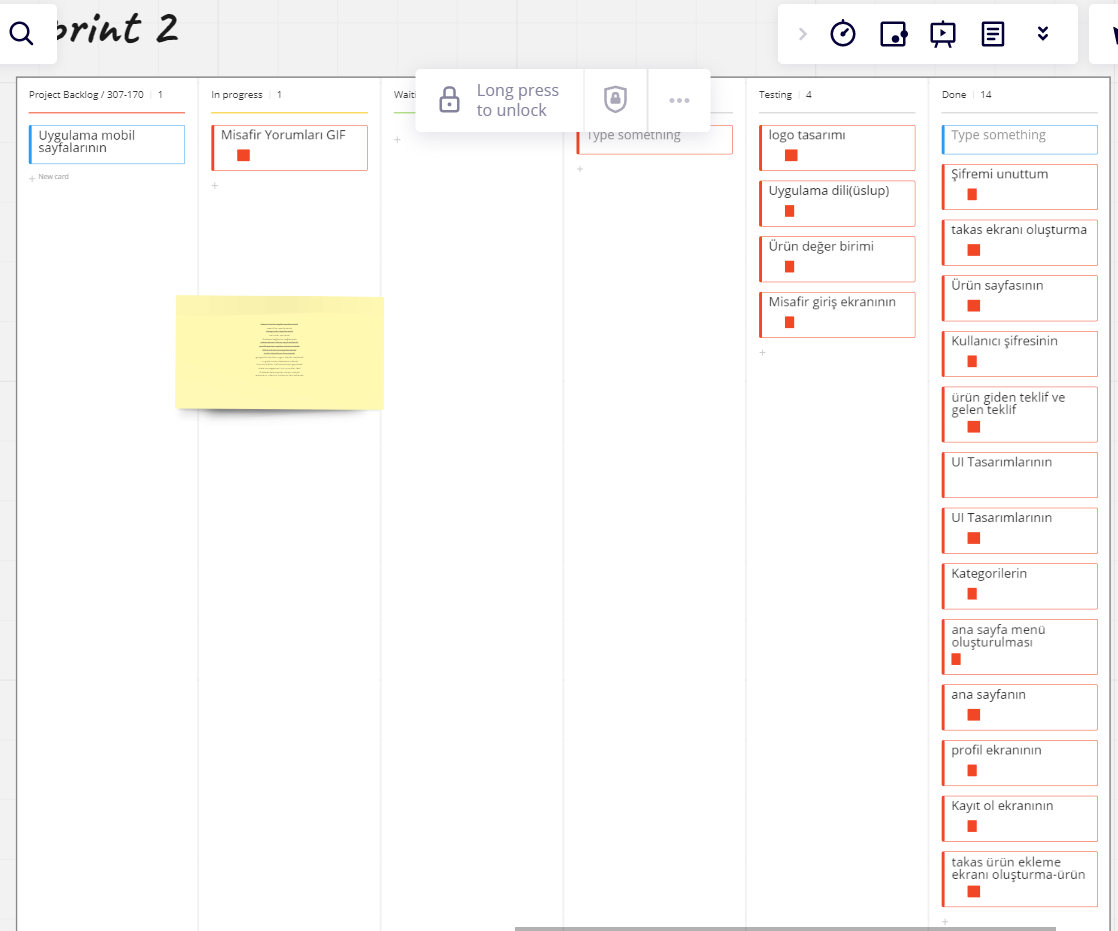 print 2
Long press
to unlock
Project Backlog / 307-170 1
Uygulama mobil
sayfalarının
New card
In progress 1
Misafir Yorumları GIF
Waiti
Type something
Testing 4
logo tasarımı
Uygulama dili(üslup)
Ürün değer birimi
Misafir giriş ekranının
Done 14
Type something
Şifremi unuttum
takas ekranı oluşturma
Ürün sayfasının
Kullanıcı şifresinin
ürün giden teklif ve
gelen teklif
UI Tasarımlarının
UI Tasarımlarının
Kategorilerin
ana sayfa menü
oluşturulması
ana sayfanın
profil ekranının
Kayıt ol ekranının
takas ürün ekleme
ekranı oluşturma-ürün